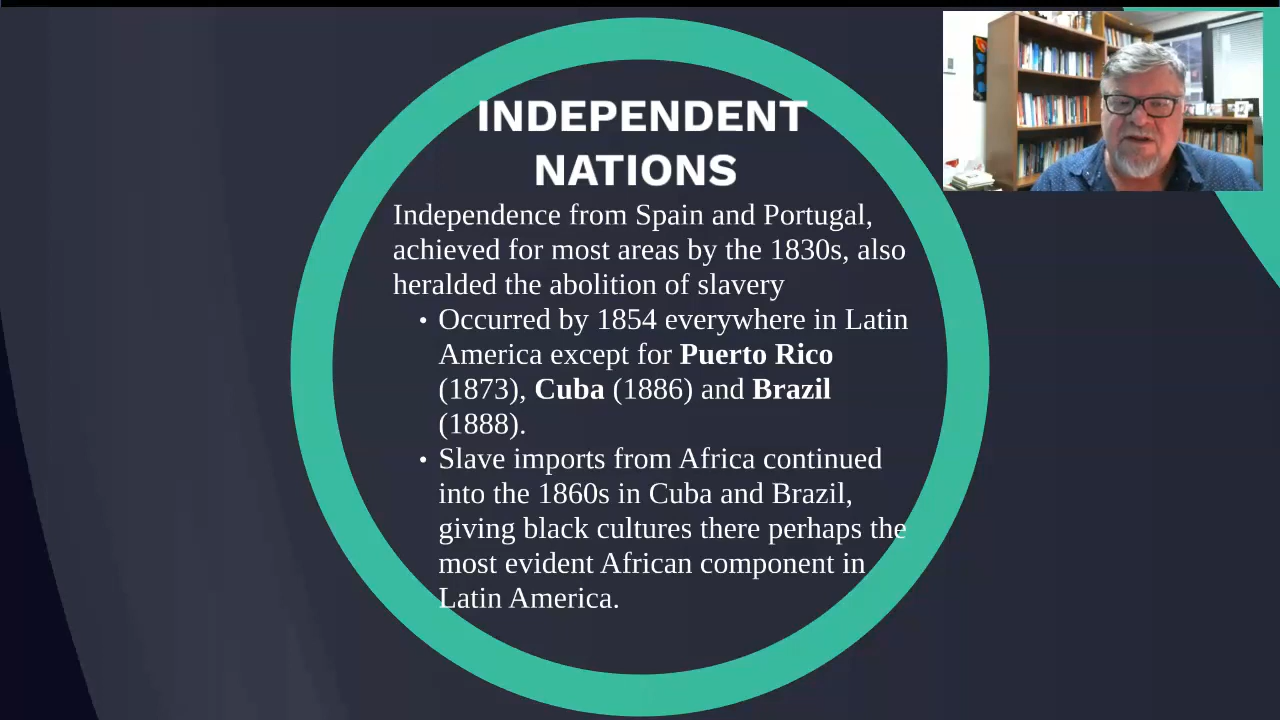 INDEPENDENT
NATIONS
Independence from Spain and Portugal,
achieved for most areas by the 1830s, also
heralded the abolition of slavery
• Occurred by 1854 everywhere in Latin
America except for Puerto Rico
(1873), Cuba (1886) and Brazil
(1888).
• Slave imports from Africa continued
into the 1860s in Cuba and Brazil,
giving black cultures there perhaps the
most evident African component in
Latin America.